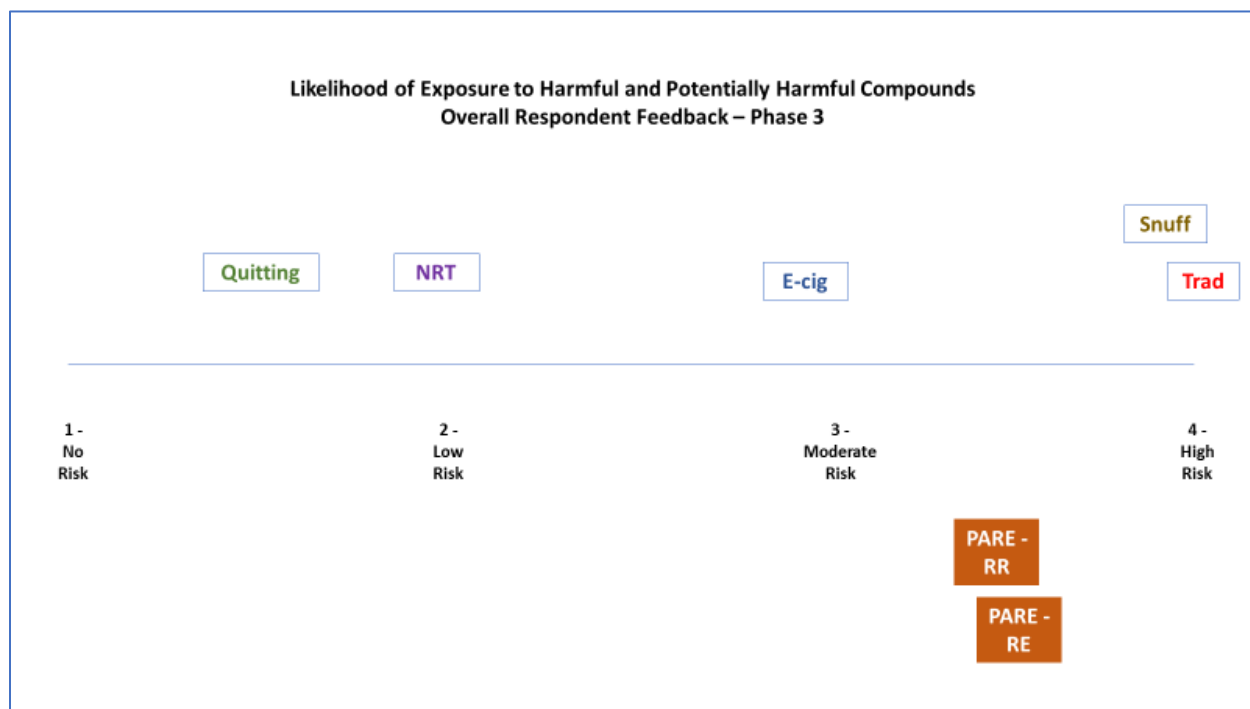 Likelihood of Exposure to Harmful and Potentially Harmful Compounds
Overall Respondent Feedback – Phase 3
Snuff
Quitting
NRT
E-cig
Trad
1 -
No
Risk
2 -
Low
Risk
3 -
Moderate
Risk
4 -
High
Risk
PARE -
RR
PARE -
RE